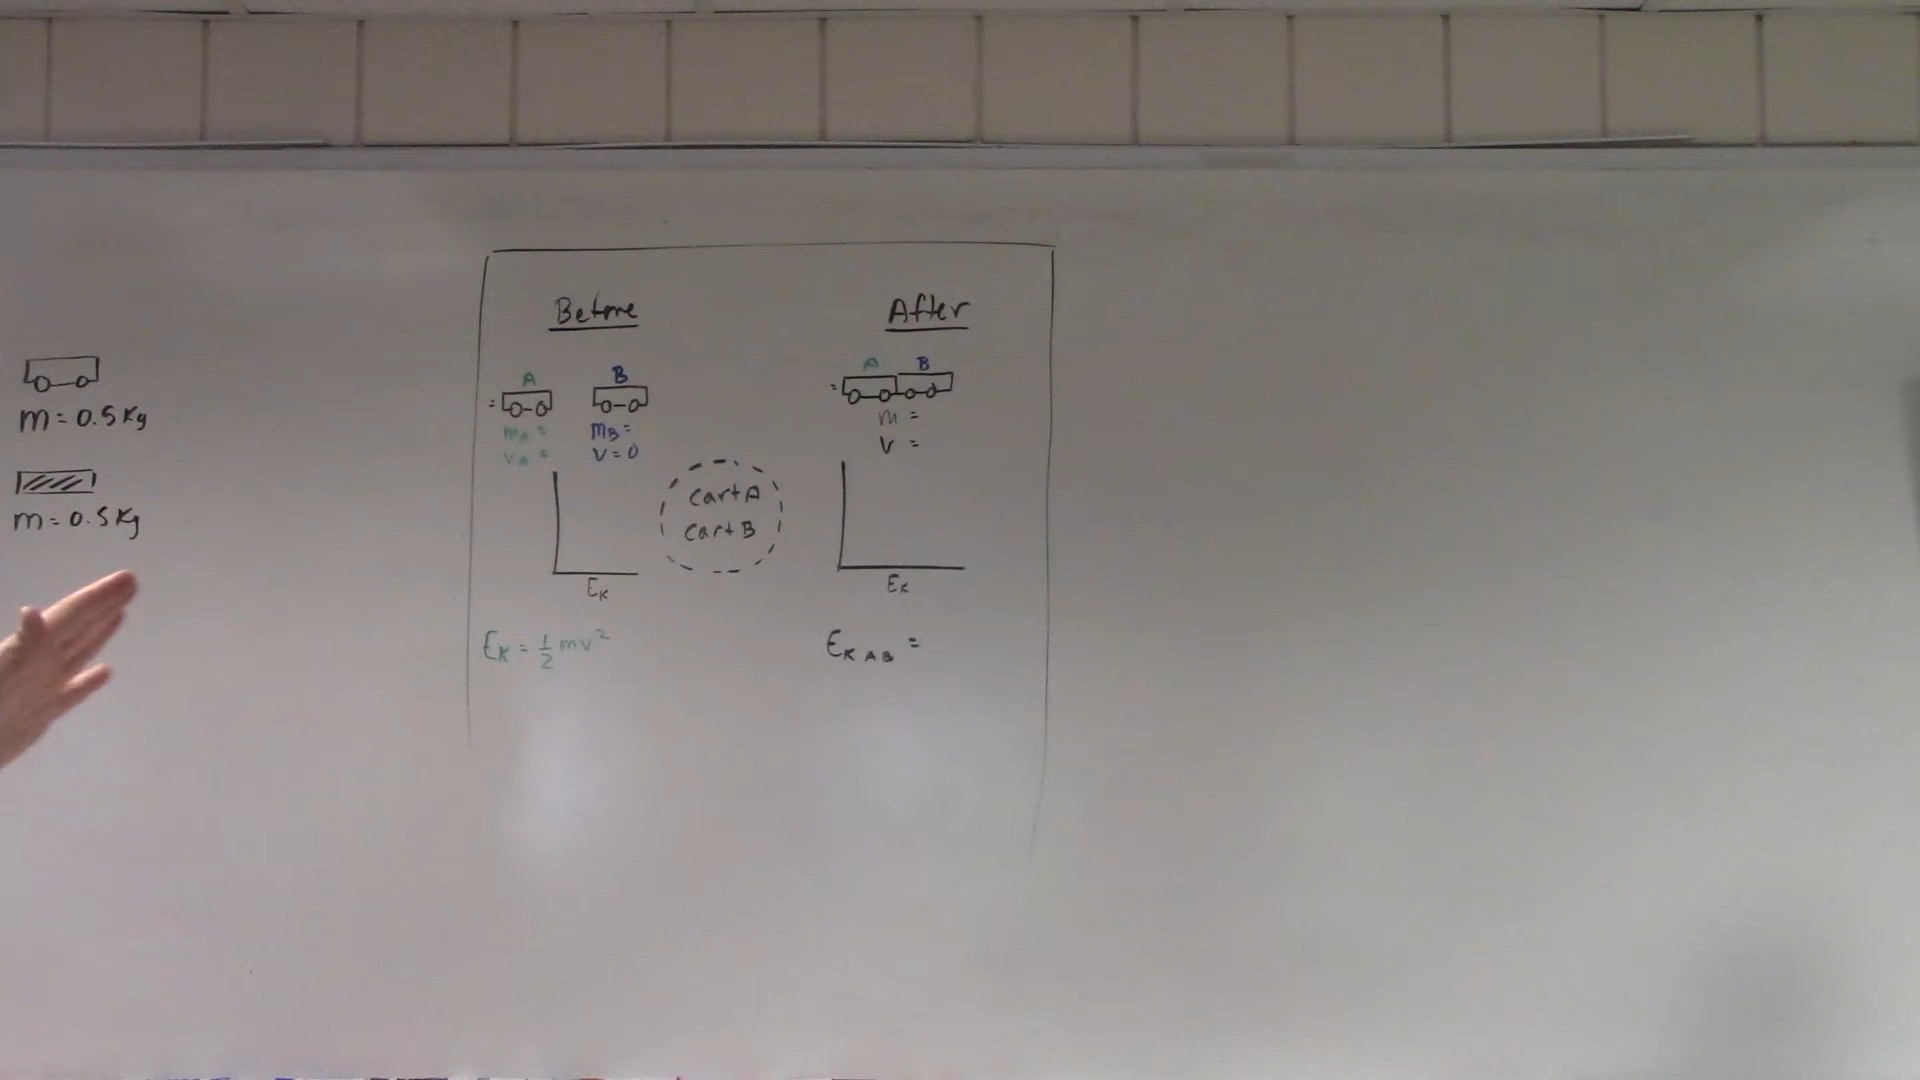 m = 0.5 Kg
m = 0.5 Kg
Before
After
A
B
A B
mA =
mB =
vA =
v = 0
m =
v =
cart A
cart B
EK
EK
EK = 1/2 mv²
EK AB =